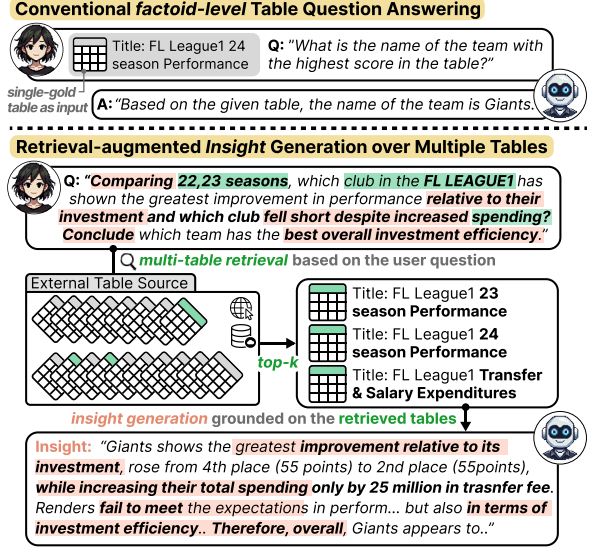 Conventional factoid-level Table Question Answering
Title: FL League1 24
season Performance
Q: "What is the name of the team with
the highest score in the table?"
single-gold
table as input
A: "Based on the given table, the name of the team is Giants.
Retrieval-augmented Insight Generation over Multiple Tables
Q: "Comparing 22,23 seasons, which club in the FL LEAGUE1 has
shown the greatest improvement in performance relative to their
investment and which club fell short despite increased spending?
Conclude which team has the best overall investment efficiency."
multi-table retrieval based on the user question
External Table Source
top-k
Title: FL League1 23
season Performance
Title: FL League1 24
season Performance
Title: FL League1 Transfer
& Salary Expenditures
insight generation grounded on the retrieved tables
Insight: "Giants shows the greatest improvement relative to its
investment, rose from 4th place (55 points) to 2nd place (55points),
while increasing their total spending only by 25 million in trasnfer fee.
Renders fail to meet the expectations in perform... but also in terms of
investment efficiency.. Therefore, overall, Giants appears to.."